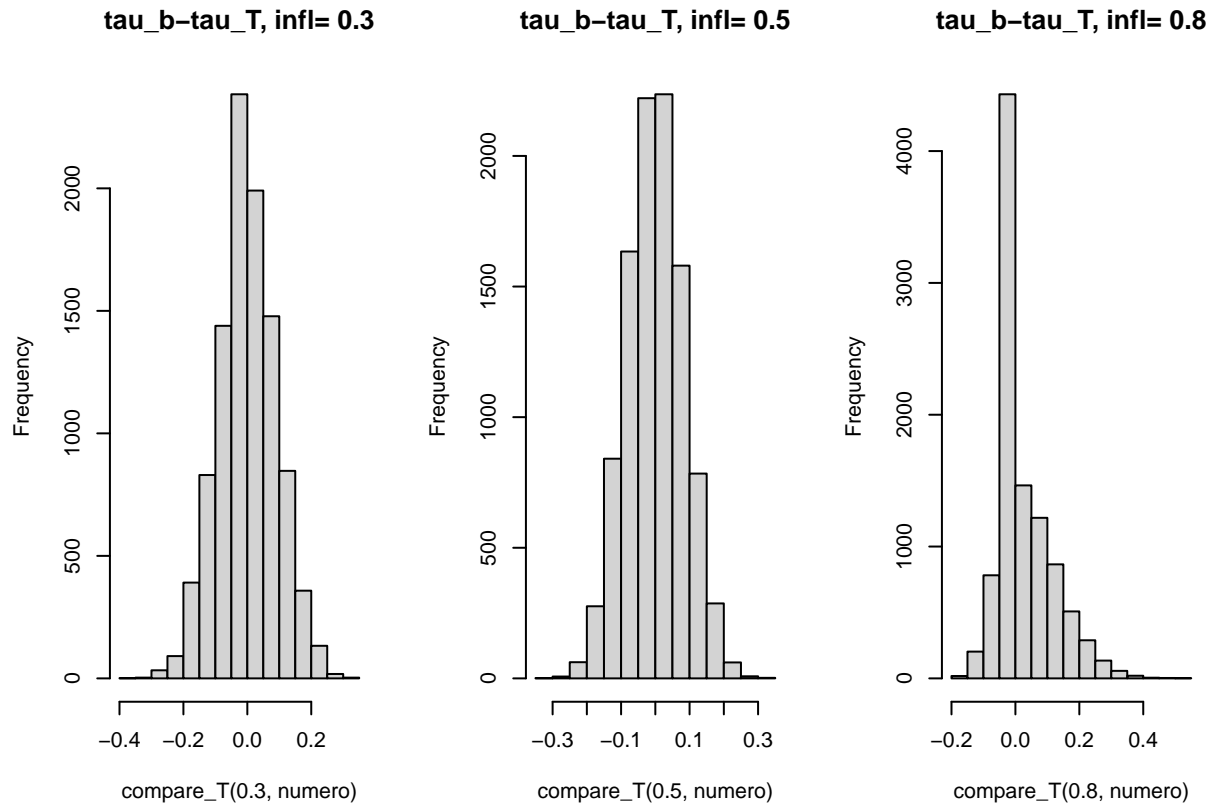 tau_b−tau_T, infl= 0.3
Frequency
2000
1500
1000
500
0
−0.4 −0.2 0.0 0.2
compare_T(0.3, numero)
tau_b−tau_T, infl= 0.5
Frequency
2000
1500
1000
500
0
−0.3 −0.1 0.1 0.3
compare_T(0.5, numero)
tau_b−tau_T, infl= 0.8
Frequency
4000
3000
2000
1000
0
−0.2 0.0 0.2 0.4
compare_T(0.8, numero)